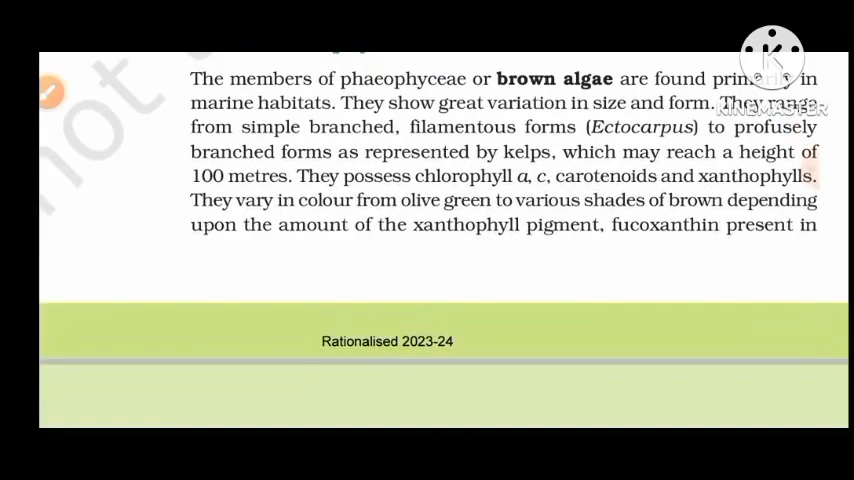 not
K
KINEMASTER
The members of phaeophyceae or brown algae are found primarily in
marine habitats. They show great variation in size and form. They range
from simple branched, filamentous forms (Ectocarpus) to profusely
branched forms as represented by kelps, which may reach a height of
100 metres. They possess chlorophyll a, c, carotenoids and xanthophylls.
They vary in colour from olive green to various shades of brown depending
upon the amount of the xanthophyll pigment, fucoxanthin present in
Rationalised 2023-24